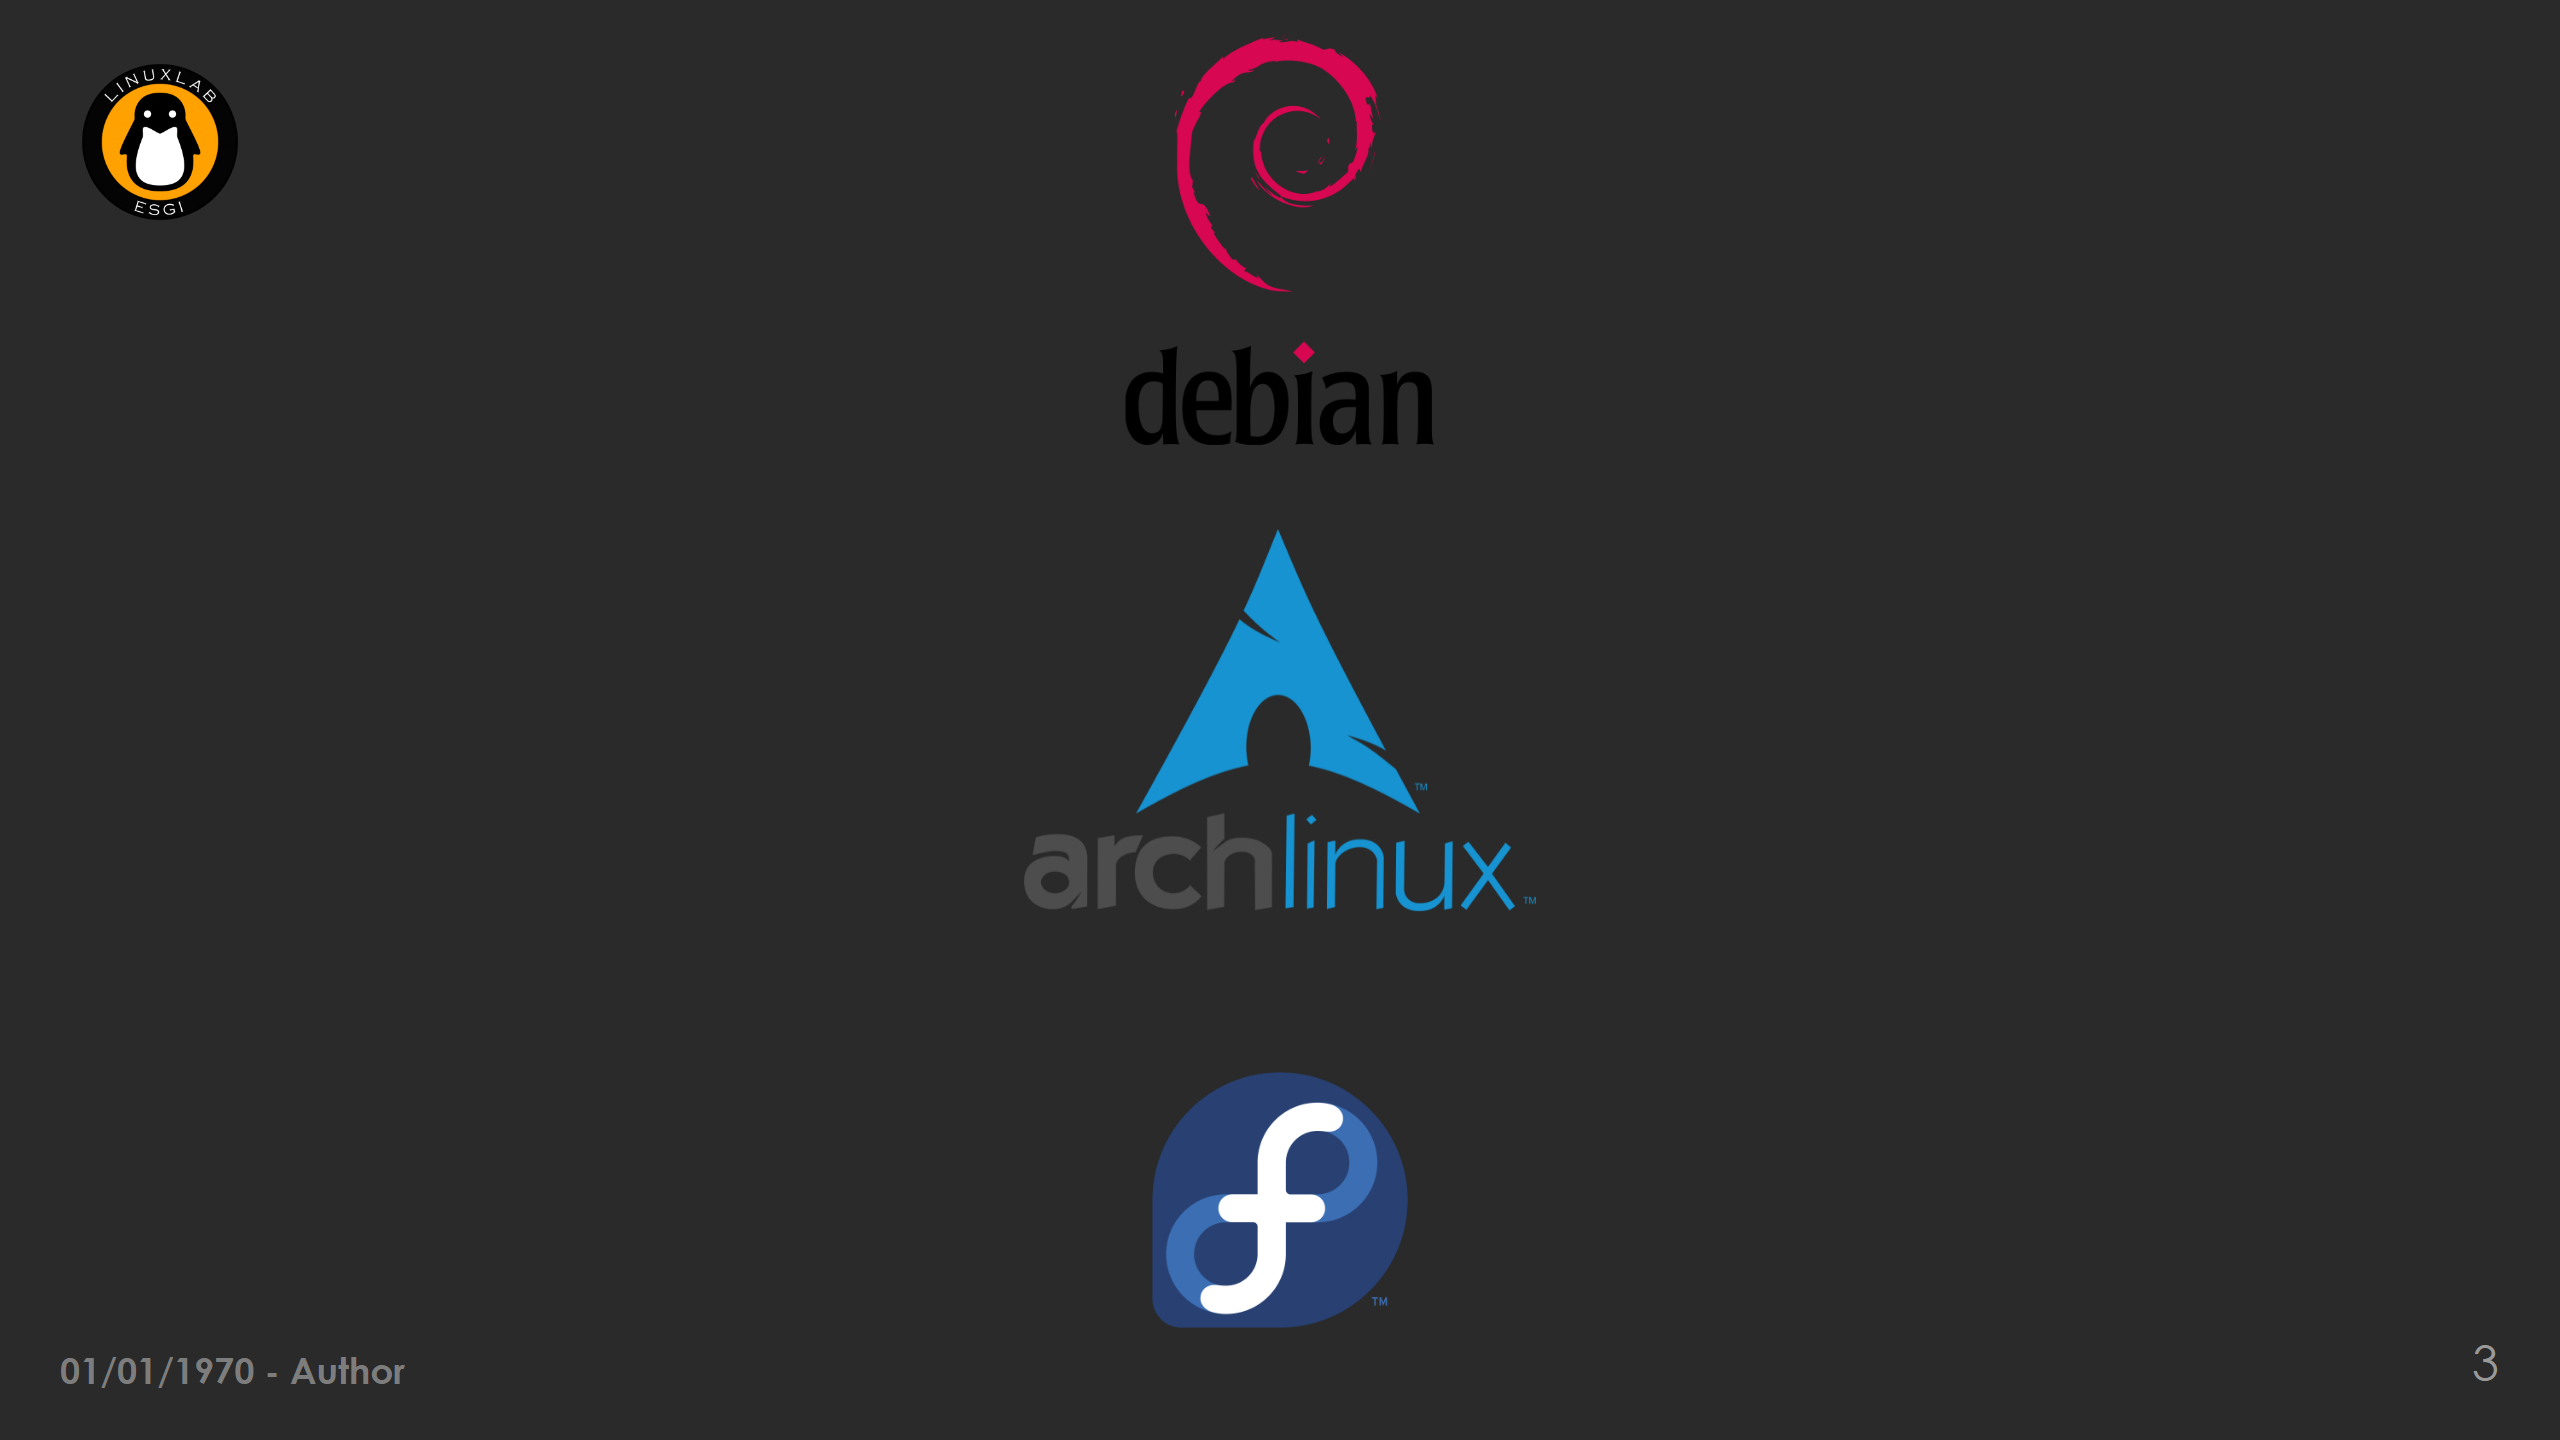 LINUXLAB
ESGI
debian
TM
archlinux TM
TM
01/01/1970 - Author
3